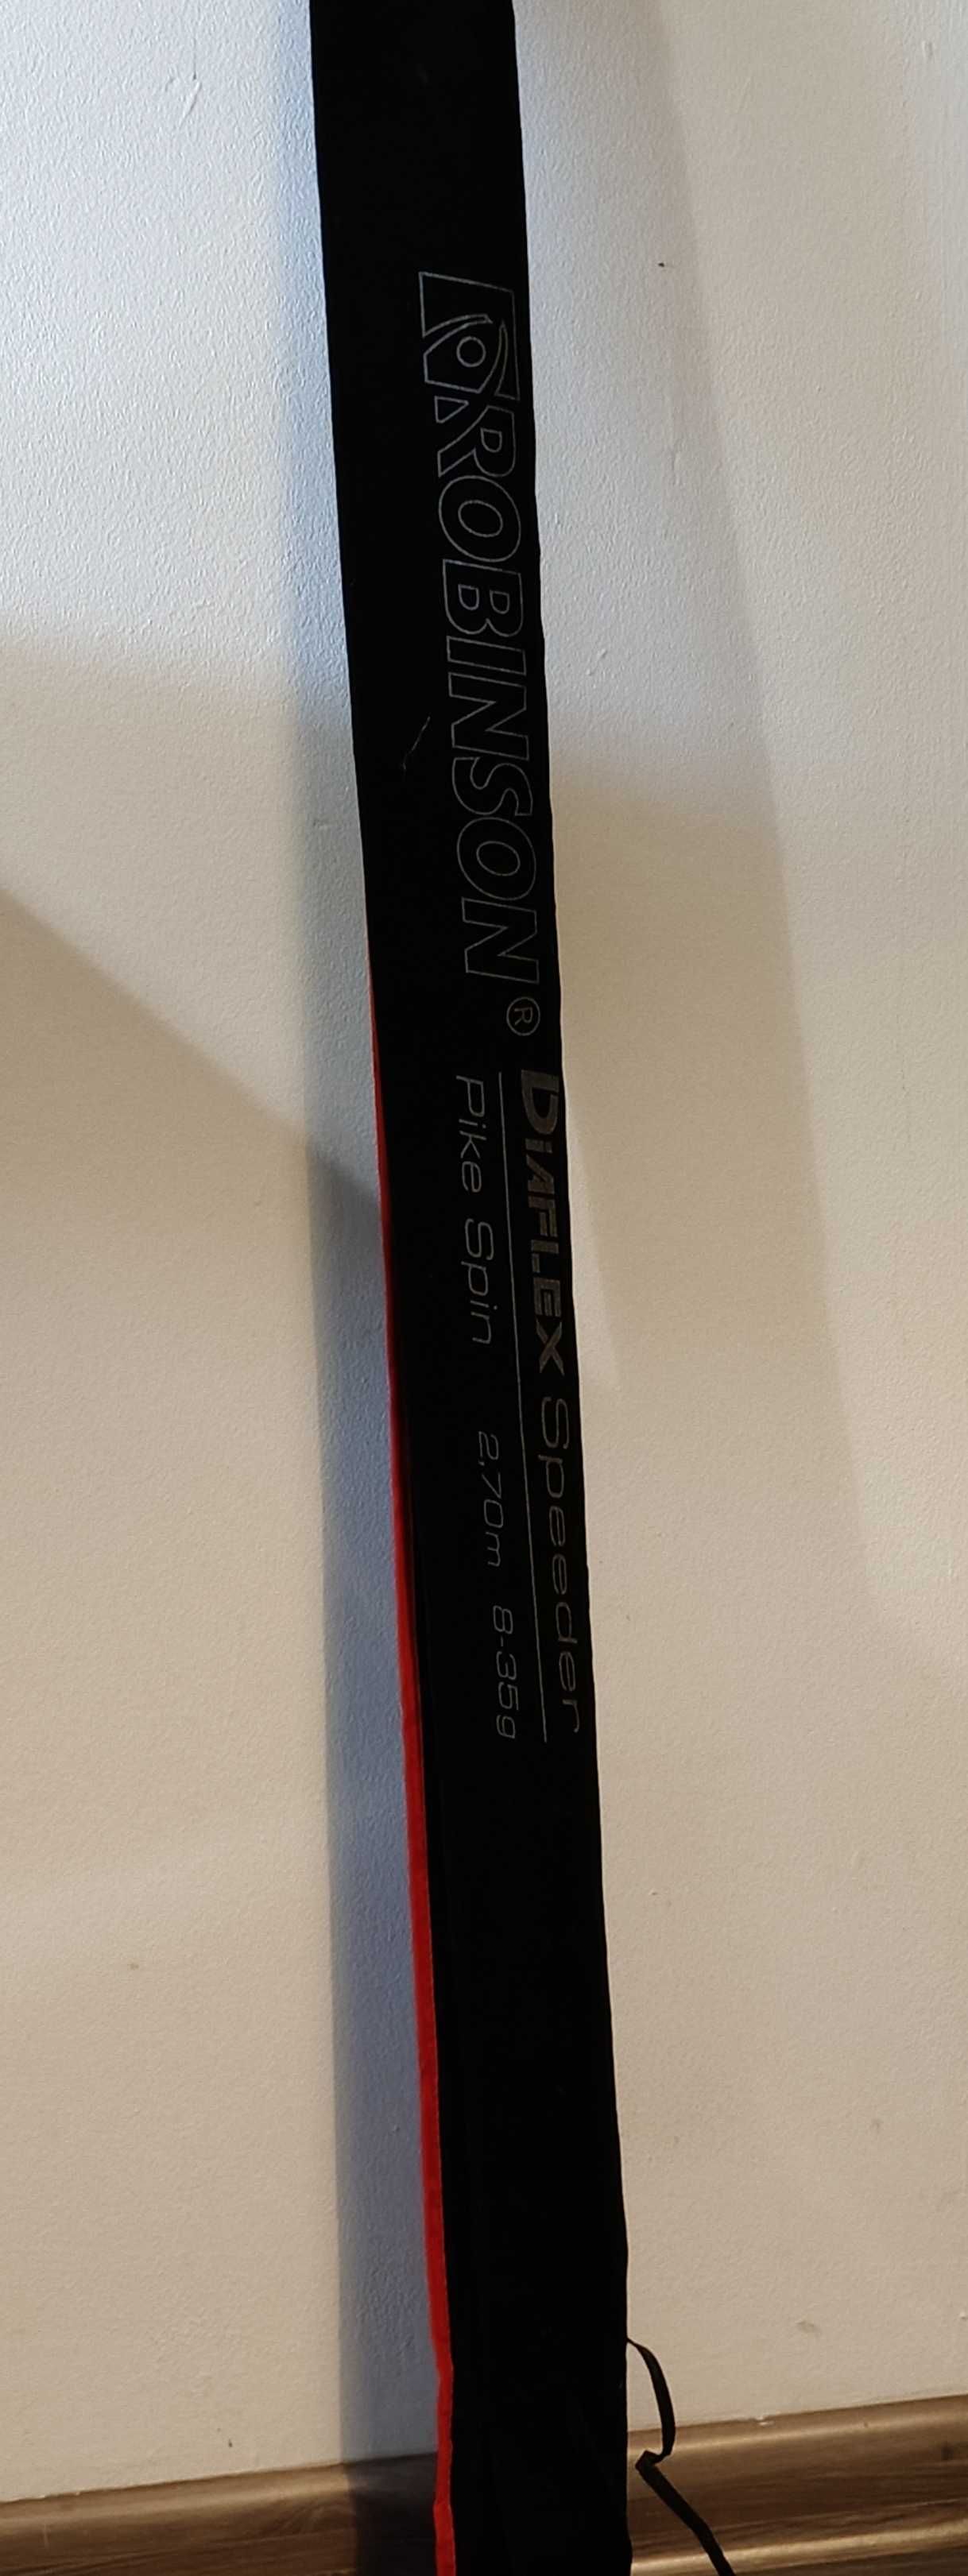 ROBINSON®
DiAFLEX Speeder
Pike Spin 2,70m 8-35g